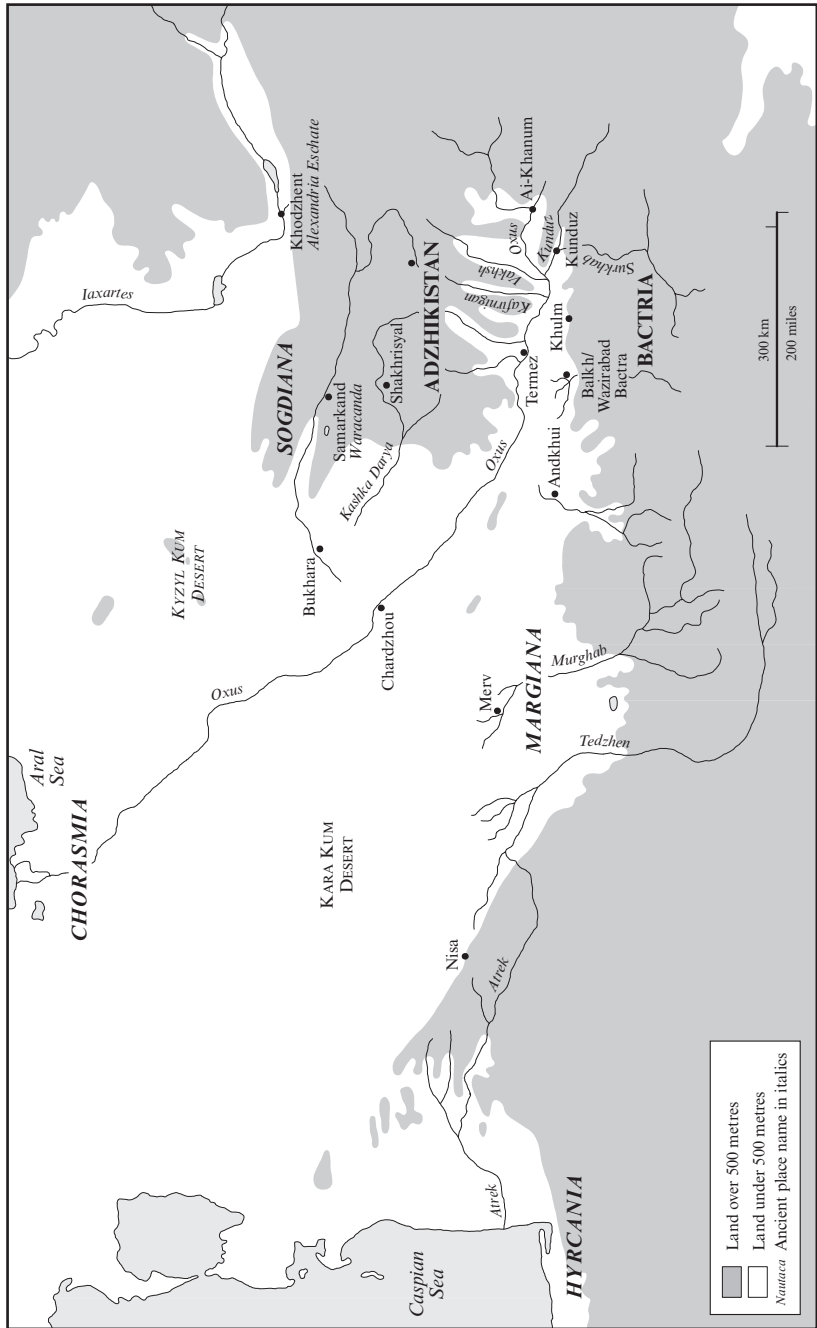 CHORASMIA
Aral
Sea
Oxus
KYZYL KUM
DESERT
Iaxartes
Khodzhent
Alexandria Eschate
SOGDIANA
Samarkand
Waracanda
Bukhara
Kashka Darya
Shakhrisyal
ADZHIKISTAN
Chardzhou
Oxus
Termez
Kafirnigan
Vakhsh
Oxus
Ai-Khanum
Kunduz
Kunduz
Surkhab
Khulm
Balkh/
Wazirabad
Bactra
BACTRIA
Andkhui
KARA KUM
DESERT
Merv
MARGIANA
Murghab
Tedzhen
Nisa
Atrek
Atrek
Caspian
Sea
HYRCANIA
300 km
200 miles
Land over 500 metres
Land under 500 metres
Nautaca Ancient place name in italics